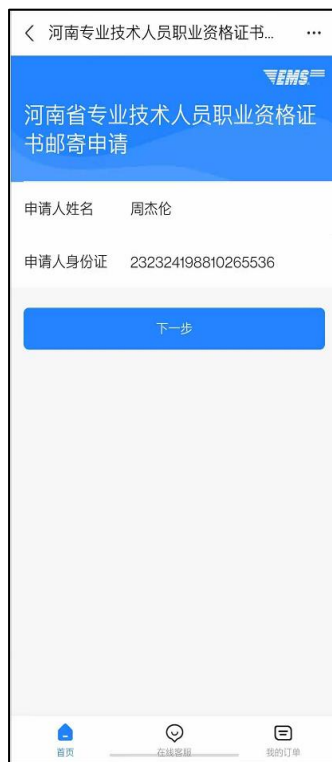 河南专业技术人员职业资格证书...
EMS
河南省专业技术人员职业资格证
书邮寄申请
申请人姓名 周杰伦
申请人身份证 232324198810265536
下一步
首页 在线客服 我的订单